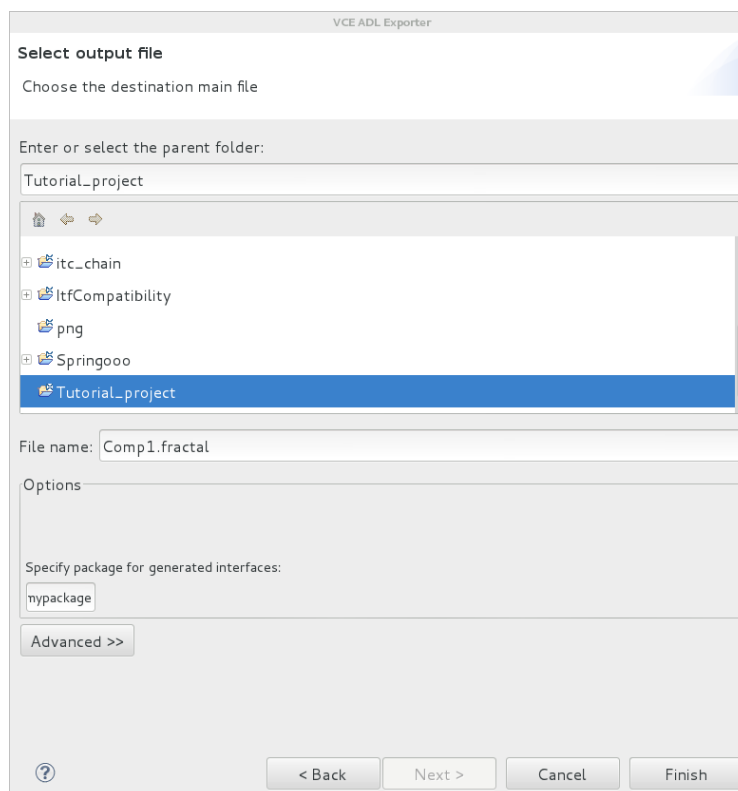 VCE ADL Exporter
Select output file
Choose the destination main file
Enter or select the parent folder:
Tutorial_project
itc_chain
ItfCompatibility
png
Springooo
Tutorial_project
File name: Comp1.fractal
Options
Specify package for generated interfaces:
mypackage
Advanced >>
< Back Next > Cancel Finish